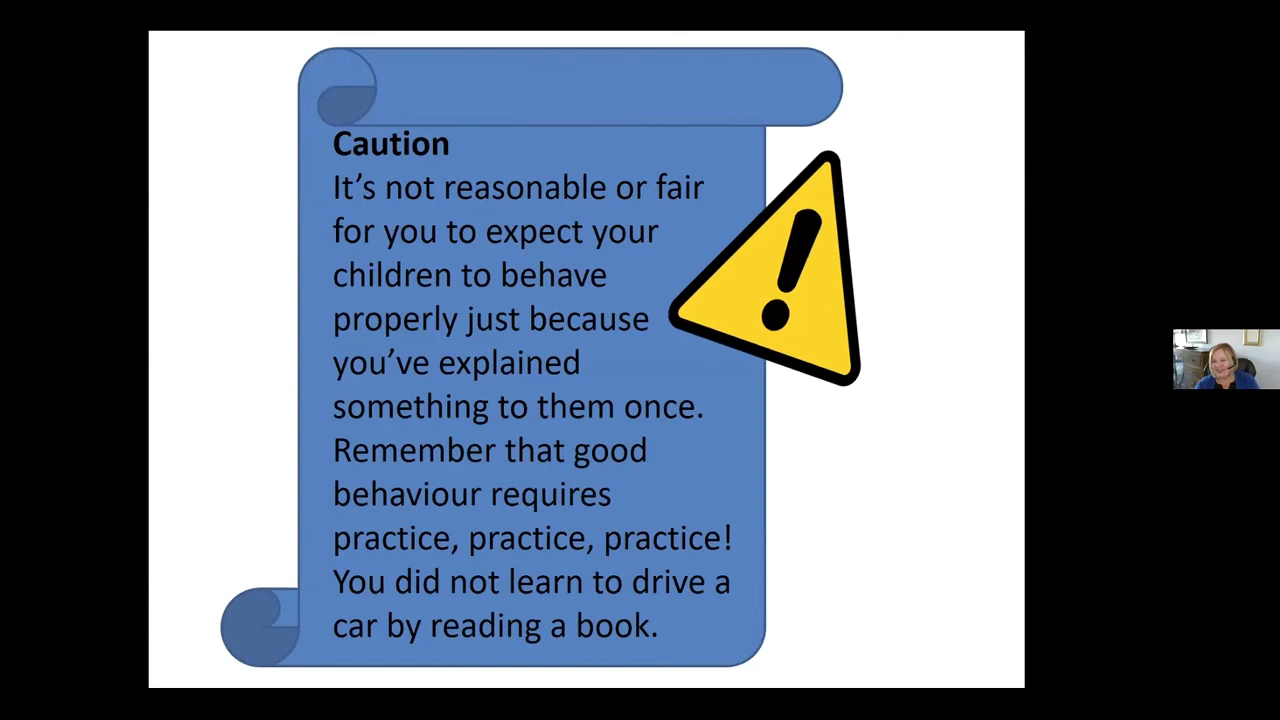 Caution
It's not reasonable or fair
for you to expect your
children to behave
properly just because
you've explained
something to them once.
Remember that good
behaviour requires
practice, practice, practice!
You did not learn to drive a
car by reading a book.